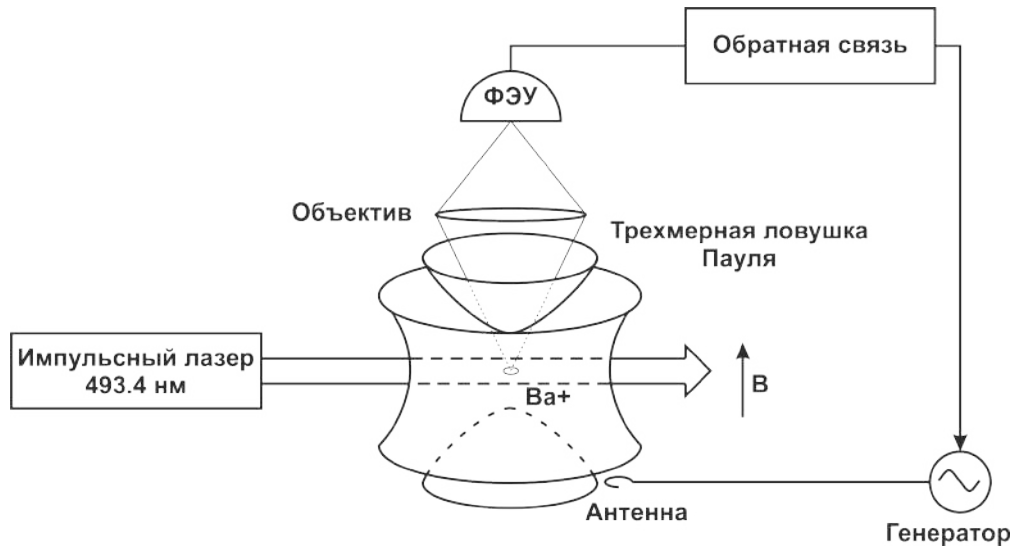 Обратная связь
ФЭУ
Объектив
Трехмерная ловушка
Пауля
Импульсный лазер
493.4 нм
Ba+
B
Антенна
Генератор